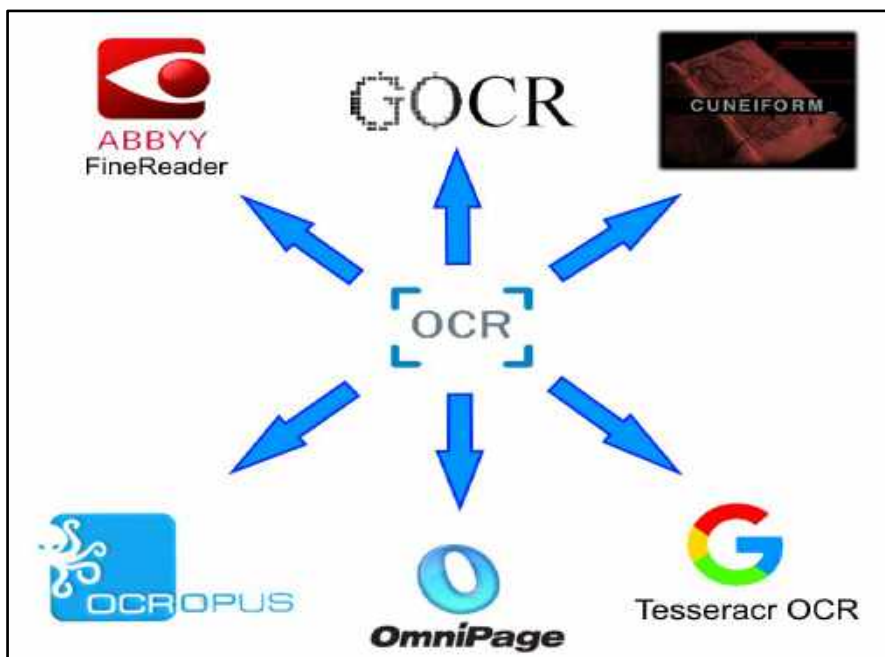 ABBYY
FineReader
GOCR
CUNEIFORM
OCR
OCROPUS
OmniPage
Tesseracr OCR